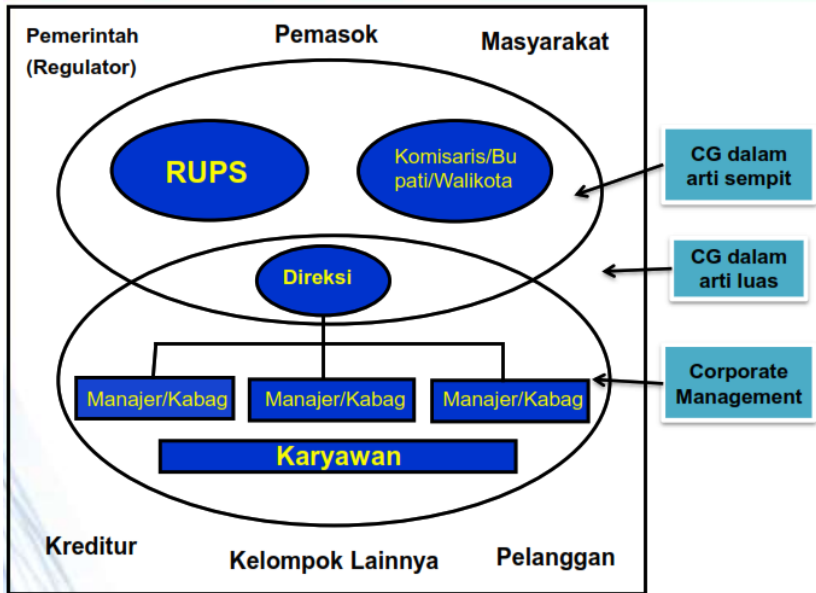 Pemerintah
(Regulator)
Pemasok
Masyarakat
RUPS
Komisaris/Bu
pati/Walikota
CG dalam
arti sempit
Direksi
CG dalam
arti luas
Manajer/Kabag
Manajer/Kabag
Manajer/Kabag
Corporate
Management
Karyawan
Kreditur
Kelompok Lainnya
Pelanggan